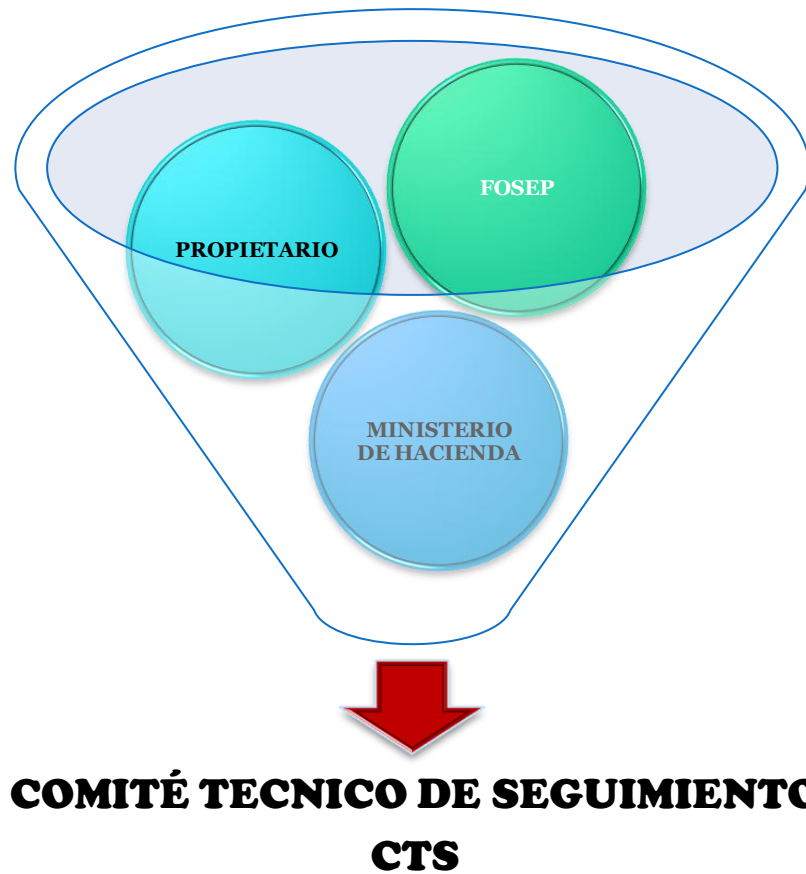 FOSEP
PROPIETARIO
MINISTERIO
DE HACIENDA
COMITÉ TECNICO DE SEGUIMIENTO
CTS